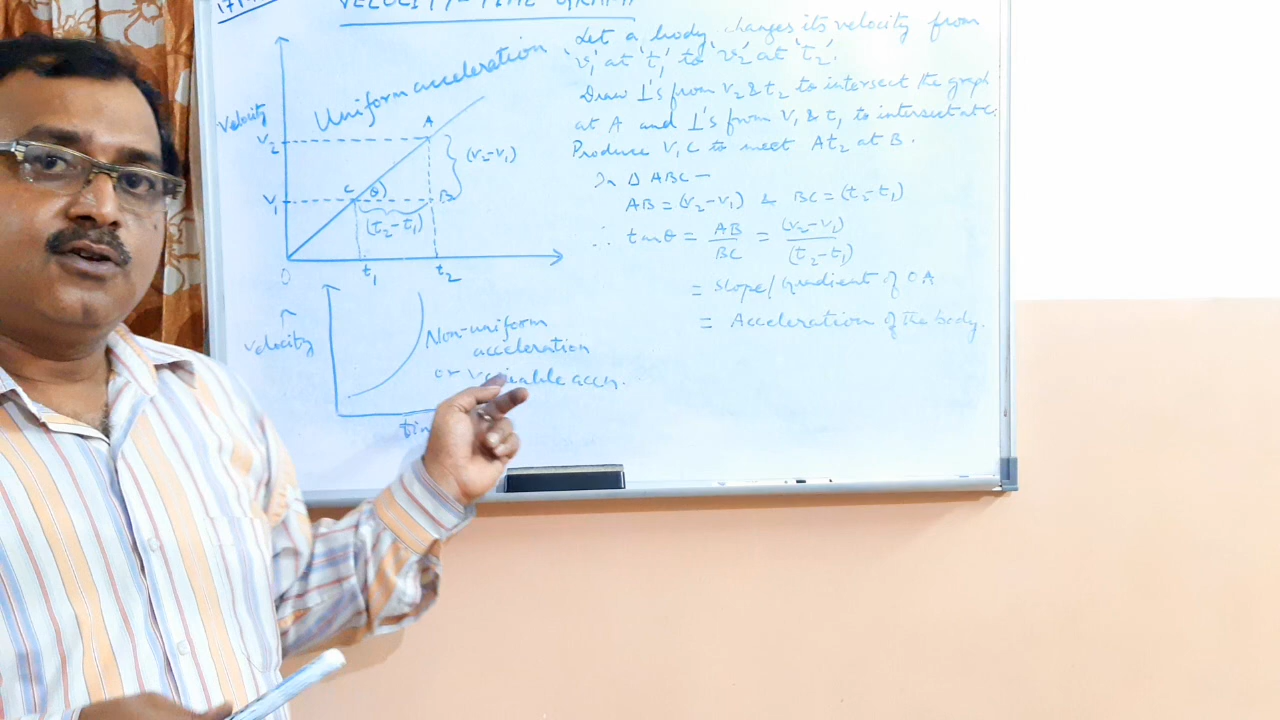 VELOCITY-TIME GRAPH
Velocity
Uniform acceleration
V₂
A
(V₂-V₁)
V₁
C
θ
B
(t₂-t₁)
O
t₁
t₂
velocity
Non-uniform
acceleration
or variable accn.
Let a body changes its velocity from
'v₁' at 't₁' to 'v₂' at 't₂'.
Draw ⊥'s from V₂ & t₂ to intersect the graph
at A and ⊥'s from V₁ & t₁ to intersect at C.
Produce V₁C to meet At₂ at B.
In Δ ABC —
AB = (V₂-V₁) & BC = (t₂-t₁)
∴ tanθ = AB/BC = (V₂-V₁)/(t₂-t₁)
= Slope/Gradient of OA
= Acceleration of the body.